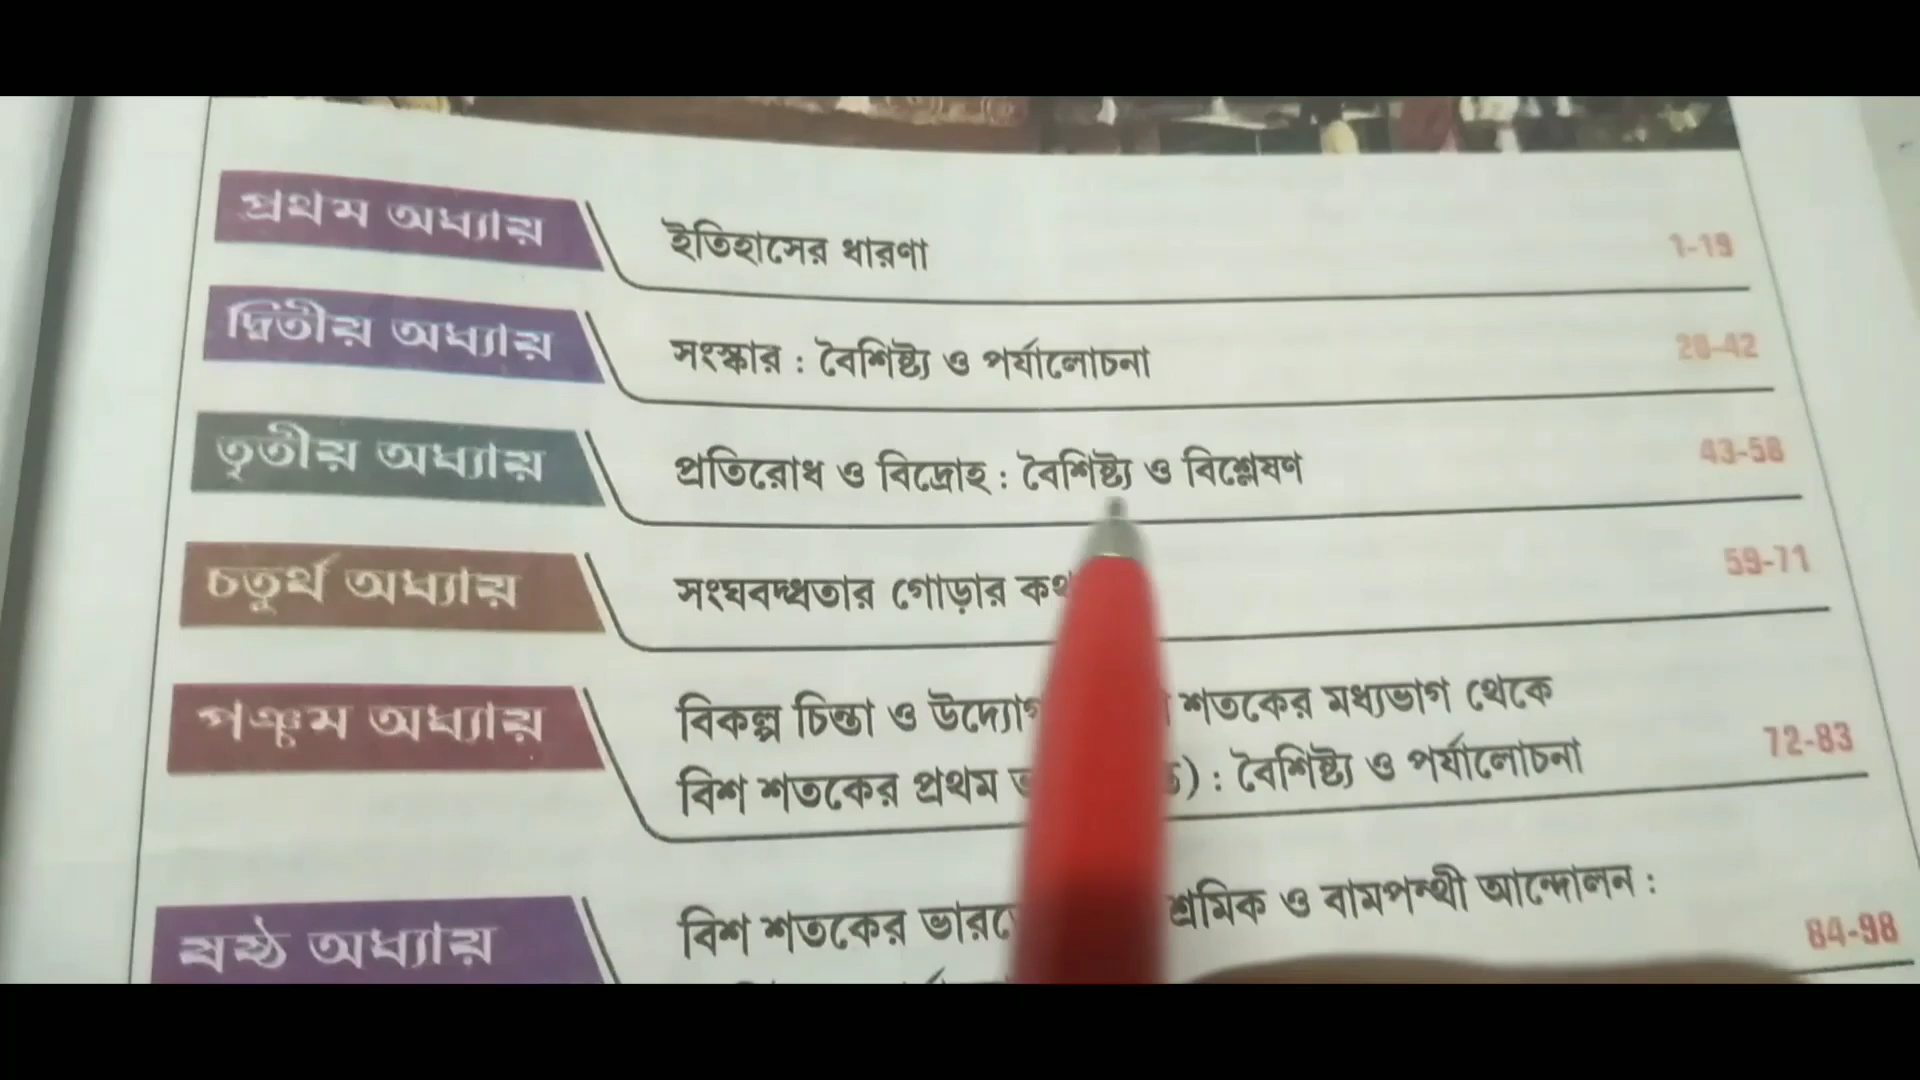 প্রথম অধ্যায়
ইতিহাসের ধারণা
1-19
দ্বিতীয় অধ্যায়
সংস্কার : বৈশিষ্ট্য ও পর্যালোচনা
20-42
তৃতীয় অধ্যায়
প্রতিরোধ ও বিদ্রোহ : বৈশিষ্ট্য ও বিশ্লেষণ
43-58
চতুর্থ অধ্যায়
সংঘবদ্ধতার গোড়ার
59-71
পঞ্চম অধ্যায়
বিকল্প চিন্তা ও শতকের মধ্যভাগ থেকে
বিশ শতকের প্রথম : বৈশিষ্ট্য ও পর্যালোচনা
72-83
ষষ্ঠ অধ্যায়
বিশ শতকের শ্রমিক ও বামপন্থী আন্দোলন :
84-98